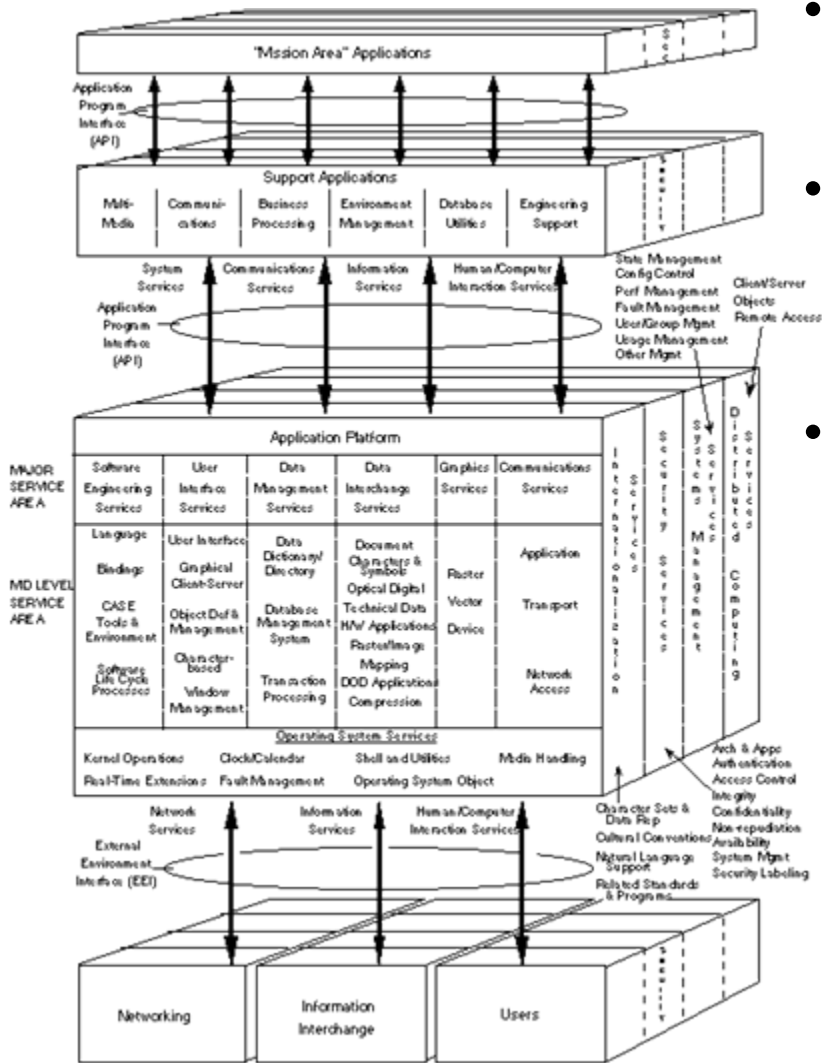 "Mission Area" Applications
Sec
Application
Program
Interface
(API)
Support Applications
Multi-
Media
Communi-
cations
Business
Processing
Environment
Management
Database
Utilities
Engineering
Support
Security
System
Services
Communications
Services
Information
Services
Human/Computer
Interaction Services
Application
Program
Interface
(API)
State Management
Config Control
Perf Management
Fault Management
User/Group Mgmt
Usage Management
Other Mgmt
Client/Server
Objects
Remote Access
Application Platform
MAJOR
SERVICE
AREA
Software
Engineering
Services
User
Interface
Services
Data
Management
Services
Data
Interchange
Services
Graphics
Services
Communications
Services
MID LEVEL
SERVICE
AREA
Language
Bindings
CASE
Tools &
Environment
Software
Life Cycle
Processes
User Interface
Graphical
Client-Server
Object Def &
Management
Character-
based
Window
Management
Data
Dictionary/
Directory
Database
Management
System
Transaction
Processing
Document
Characters &
Symbols
Optical Digital
Technical Data
H/W Applications
Raster/Image
Mapping
DOD Applications
Compression
Raster
Vector
Device
Application
Transport
Network
Access
Internationalization
Services
Security Services
Systems Management
Services
Distributed Computing
Services
Operating System Services
Kernel Operations
Clock/Calendar
Shell and Utilities
Media Handling
Real-Time Extensions
Fault Management
Operating System Object
Network
Services
Information
Services
Human/Computer
Interaction Services
External
Environment
Interface (EEI)
Character Sets &
Data Rep
Cultural Conventions
Natural Language
Support
Related Standards
& Programs
Arch & Apps
Authentication
Access Control
Integrity
Confidentiality
Non-repudiation
Availability
System Mgmt
Security Labeling
Networking
Information
Interchange
Users
Security